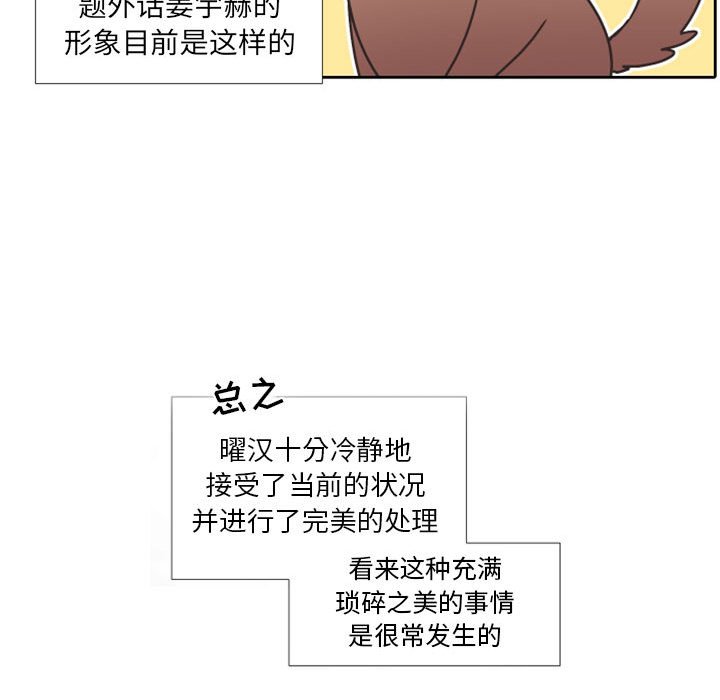 题外话姜宇赫的
形象目前是这样的
总之
曜汉十分冷静地
接受了当前的状况
并进行了完美的处理
看来这种充满
琐碎之美的事情
是很常发生的